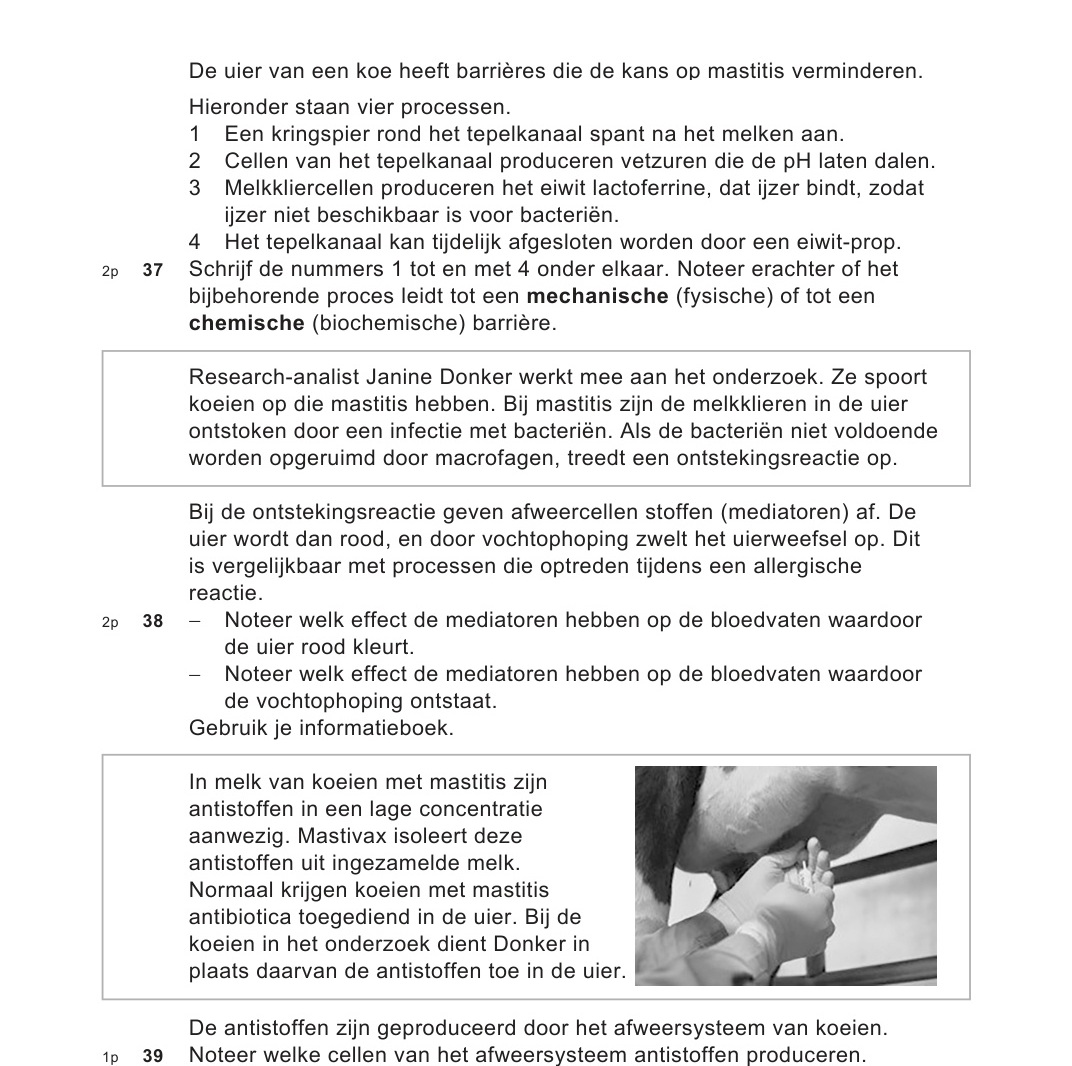 De uier van een koe heeft barrières die de kans op mastitis verminderen.
Hieronder staan vier processen.
1 Een kringspier rond het tepelkanaal spant na het melken aan.
2 Cellen van het tepelkanaal produceren vetzuren die de pH laten dalen.
3 Melkkliercellen produceren het eiwit lactoferrine, dat ijzer bindt, zodat
ijzer niet beschikbaar is voor bacteriën.
4 Het tepelkanaal kan tijdelijk afgesloten worden door een eiwit-prop.
2p 37 Schrijf de nummers 1 tot en met 4 onder elkaar. Noteer erachter of het
bijbehorende proces leidt tot een mechanische (fysische) of tot een
chemische (biochemische) barrière.
Research-analist Janine Donker werkt mee aan het onderzoek. Ze spoort
koeien op die mastitis hebben. Bij mastitis zijn de melkklieren in de uier
ontstoken door een infectie met bacteriën. Als de bacteriën niet voldoende
worden opgeruimd door macrofagen, treedt een ontstekingsreactie op.
Bij de ontstekingsreactie geven afweercellen stoffen (mediatoren) af. De
uier wordt dan rood, en door vochtophoping zwelt het uierweefsel op. Dit
is vergelijkbaar met processen die optreden tijdens een allergische
reactie.
2p 38 – Noteer welk effect de mediatoren hebben op de bloedvaten waardoor
de uier rood kleurt.
– Noteer welk effect de mediatoren hebben op de bloedvaten waardoor
de vochtophoping ontstaat.
Gebruik je informatieboek.
In melk van koeien met mastitis zijn
antistoffen in een lage concentratie
aanwezig. Mastivax isoleert deze
antistoffen uit ingezamelde melk.
Normaal krijgen koeien met mastitis
antibiotica toegediend in de uier. Bij de
koeien in het onderzoek dient Donker in
plaats daarvan de antistoffen toe in de uier.
De antistoffen zijn geproduceerd door het afweersysteem van koeien.
1p 39 Noteer welke cellen van het afweersysteem antistoffen produceren.